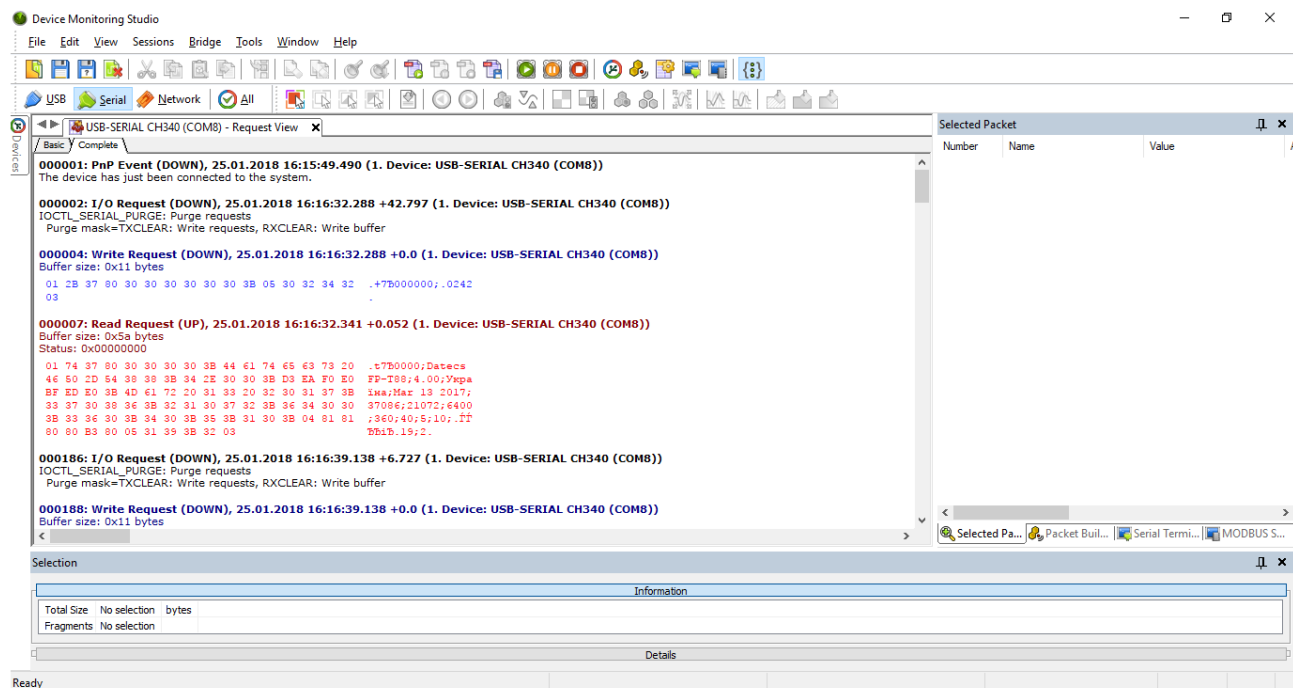 Device Monitoring Studio
File Edit View Sessions Bridge Tools Window Help
USB Serial Network All
Devices
USB-SERIAL CH340 (COM8) - Request View
Basic Complete
000001: PnP Event (DOWN), 25.01.2018 16:15:49.490 (1. Device: USB-SERIAL CH340 (COM8))
The device has just been connected to the system.
000002: I/O Request (DOWN), 25.01.2018 16:16:32.288 +42.797 (1. Device: USB-SERIAL CH340 (COM8))
IOCTL_SERIAL_PURGE: Purge requests
Purge mask=TXCLEAR: Write requests, RXCLEAR: Write buffer
000004: Write Request (DOWN), 25.01.2018 16:16:32.288 +0.0 (1. Device: USB-SERIAL CH340 (COM8))
Buffer size: 0x11 bytes
01 2B 37 80 30 30 30 30 30 30 3B 05 30 32 34 32 .+7Ђ000000;.0242
03 .
000007: Read Request (UP), 25.01.2018 16:16:32.341 +0.052 (1. Device: USB-SERIAL CH340 (COM8))
Buffer size: 0x5a bytes
Status: 0x00000000
01 74 37 80 30 30 30 30 3B 44 61 74 65 63 73 20 .t7Ђ0000;Datecs
46 50 2D 54 38 38 3B 34 2E 30 30 3B D3 EA F0 E0 FP-T88;4.00;Укра
BF ED E0 3B 4D 61 72 20 31 33 20 32 30 31 37 3B їна;Mar 13 2017;
33 37 30 38 36 3B 32 31 30 37 32 3B 36 34 30 30 37086;21072;6400
3B 33 36 30 3B 34 30 3B 35 3B 31 30 3B 04 81 81 ;360;40;5;10;.ЃЃ
80 80 B3 80 05 31 39 3B 32 03 ЂЂіЂ.19;2.
000186: I/O Request (DOWN), 25.01.2018 16:16:39.138 +6.727 (1. Device: USB-SERIAL CH340 (COM8))
IOCTL_SERIAL_PURGE: Purge requests
Purge mask=TXCLEAR: Write requests, RXCLEAR: Write buffer
000188: Write Request (DOWN), 25.01.2018 16:16:39.138 +0.0 (1. Device: USB-SERIAL CH340 (COM8))
Buffer size: 0x11 bytes
Selected Packet
Number Name Value
Selected Pa... Packet Buil... Serial Termi... MODBUS S...
Selection
Information
Total Size No selection bytes
Fragments No selection
Details
Ready